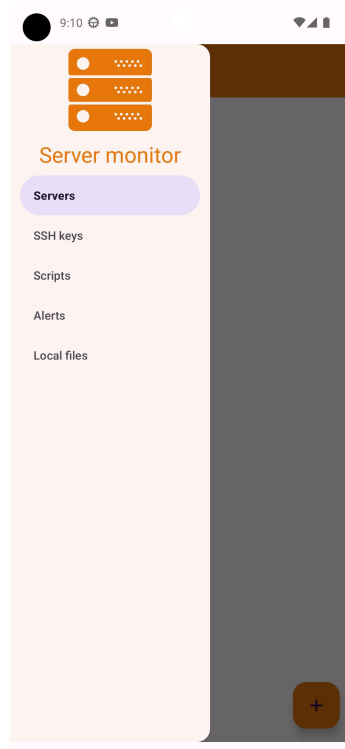 9:10
Server monitor
Servers
SSH keys
Scripts
Alerts
Local files
+